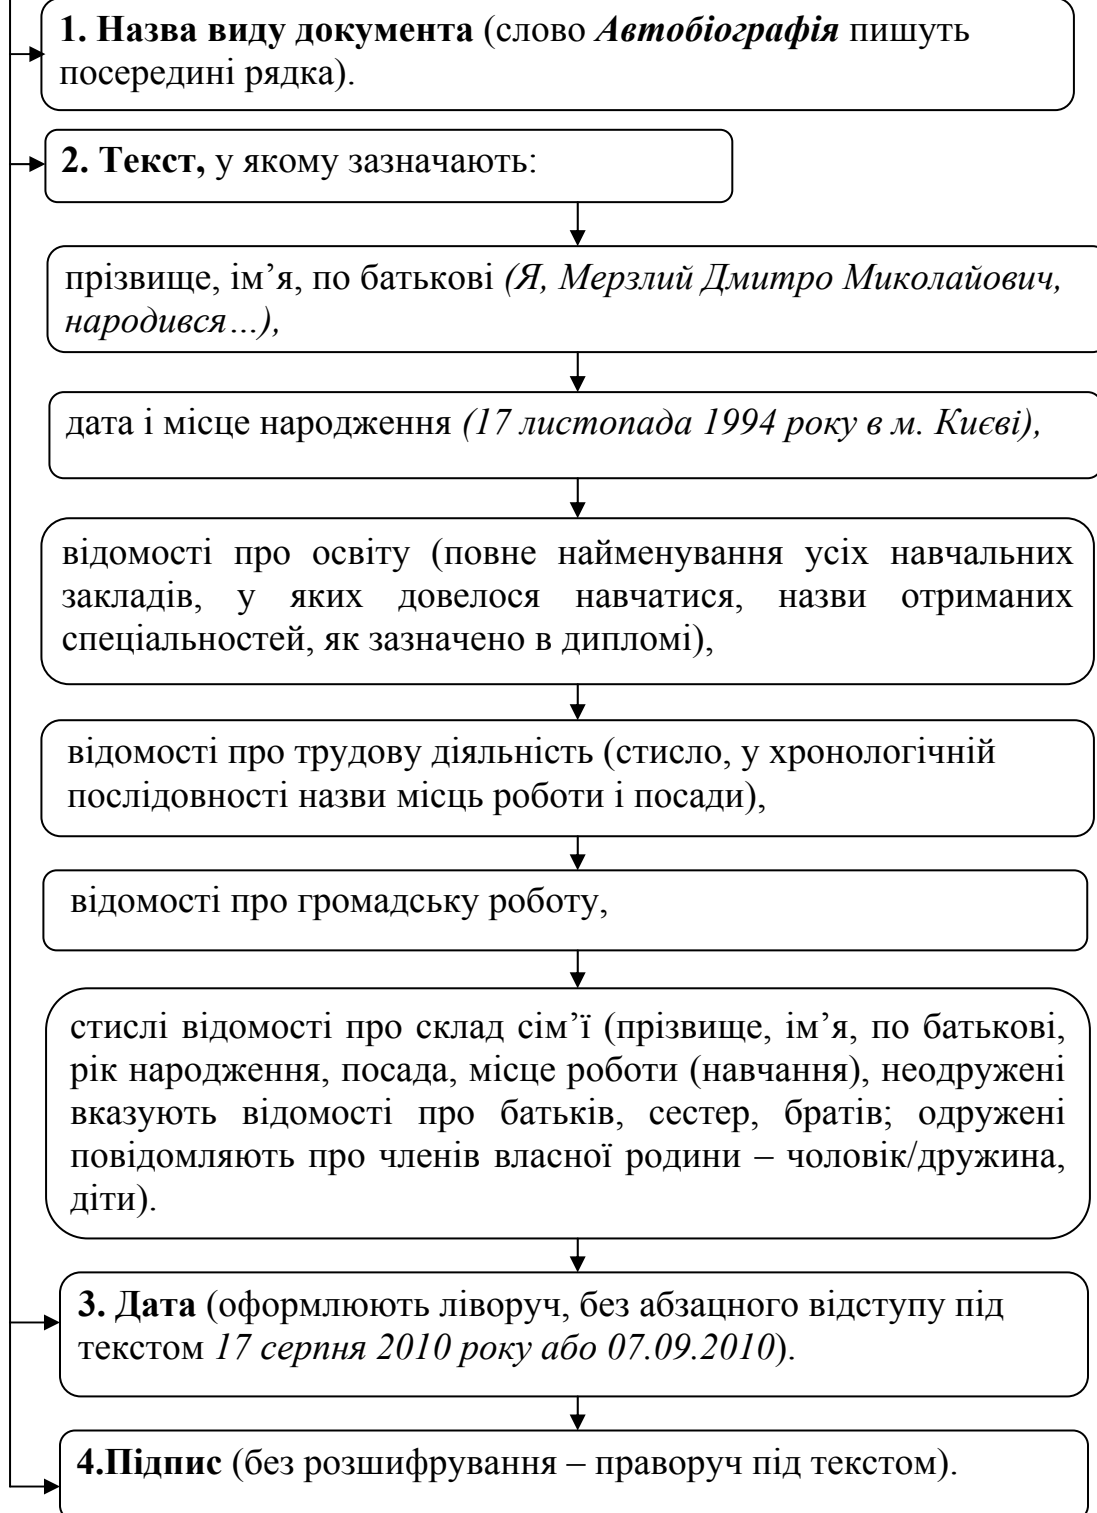 1. Назва виду документа (слово Автобіографія пишуть
посередині рядка).
2. Текст, у якому зазначають:
прізвище, ім’я, по батькові (Я, Мерзлий Дмитро Миколайович,
народився…),
дата і місце народження (17 листопада 1994 року в м. Києві),
відомості про освіту (повне найменування усіх навчальних
закладів, у яких довелося навчатися, назви отриманих
спеціальностей, як зазначено в дипломі),
відомості про трудову діяльність (стисло, у хронологічній
послідовності назви місць роботи і посади),
відомості про громадську роботу,
стислі відомості про склад сім’ї (прізвище, ім’я, по батькові,
рік народження, посада, місце роботи (навчання), неодружені
вказують відомості про батьків, сестер, братів; одружені
повідомляють про членів власної родини – чоловік/дружина,
діти).
3. Дата (оформлюють ліворуч, без абзацного відступу під
текстом 17 серпня 2010 року або 07.09.2010).
4.Підпис (без розшифрування – праворуч під текстом).